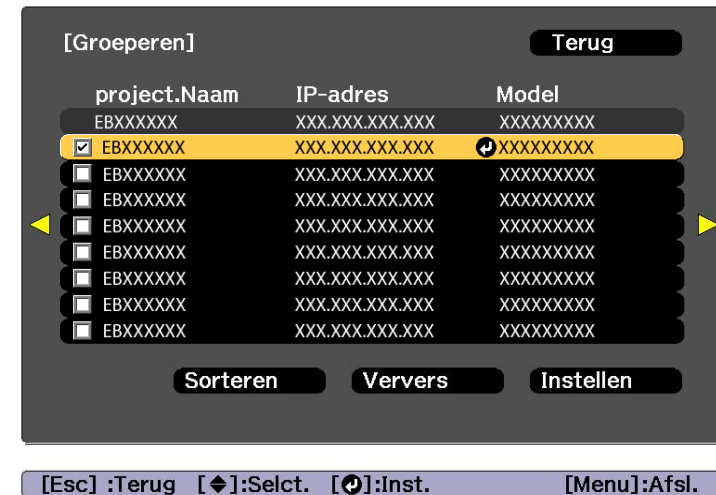 [Groeperen] Terug
project.Naam IP-adres Model
EBXXXXXX XXX.XXX.XXX.XXX XXXXXXXXX
EBXXXXXX XXX.XXX.XXX.XXX XXXXXXXXX
EBXXXXXX XXX.XXX.XXX.XXX XXXXXXXXX
EBXXXXXX XXX.XXX.XXX.XXX XXXXXXXXX
EBXXXXXX XXX.XXX.XXX.XXX XXXXXXXXX
EBXXXXXX XXX.XXX.XXX.XXX XXXXXXXXX
EBXXXXXX XXX.XXX.XXX.XXX XXXXXXXXX
EBXXXXXX XXX.XXX.XXX.XXX XXXXXXXXX
EBXXXXXX XXX.XXX.XXX.XXX XXXXXXXXX
Sorteren Ververs Instellen
[Esc] :Terug [◆]:Selct. [⏎]:Inst. [Menu]:Afsl.